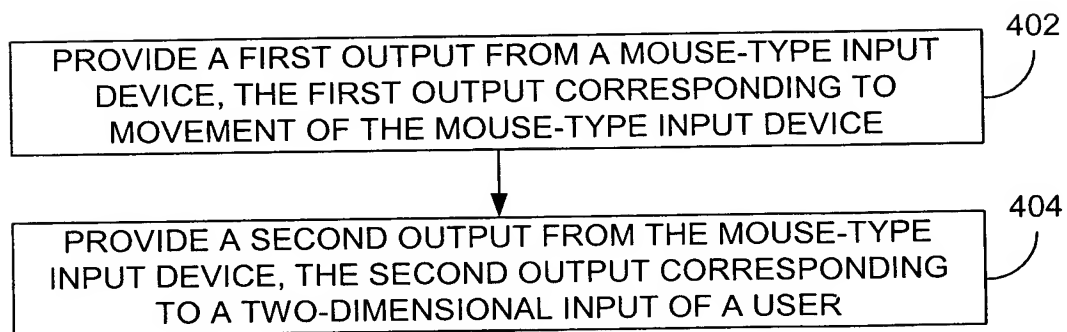 402
PROVIDE A FIRST OUTPUT FROM A MOUSE-TYPE INPUT
DEVICE, THE FIRST OUTPUT CORRESPONDING TO
MOVEMENT OF THE MOUSE-TYPE INPUT DEVICE
404
PROVIDE A SECOND OUTPUT FROM THE MOUSE-TYPE
INPUT DEVICE, THE SECOND OUTPUT CORRESPONDING
TO A TWO-DIMENSIONAL INPUT OF A USER